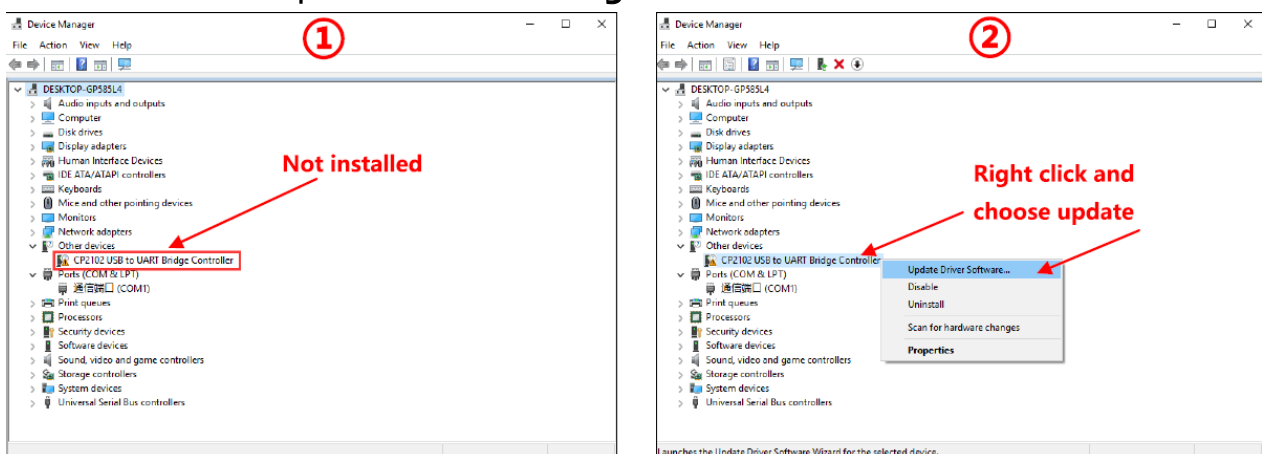 ①
Device Manager
File Action View Help
DESKTOP-GP585L4
Audio inputs and outputs
Computer
Disk drives
Display adapters
Human Interface Devices
IDE ATA/ATAPI controllers
Keyboards
Mice and other pointing devices
Monitors
Network adapters
Other devices
CP2102 USB to UART Bridge Controller
Ports (COM & LPT)
通信端口 (COM1)
Print queues
Processors
Security devices
Software devices
Sound, video and game controllers
Storage controllers
System devices
Universal Serial Bus controllers
Not installed
②
Device Manager
File Action View Help
DESKTOP-GP585L4
Audio inputs and outputs
Computer
Disk drives
Display adapters
Human Interface Devices
IDE ATA/ATAPI controllers
Keyboards
Mice and other pointing devices
Monitors
Network adapters
Other devices
CP2102 USB to UART Bridge Controller
Ports (COM & LPT)
通信端口 (COM1)
Print queues
Processors
Security devices
Software devices
Sound, video and game controllers
Storage controllers
System devices
Universal Serial Bus controllers
Right click and
choose update
Update Driver Software...
Disable
Uninstall
Scan for hardware changes
Properties
Launches the Update Driver Software Wizard for the selected device.